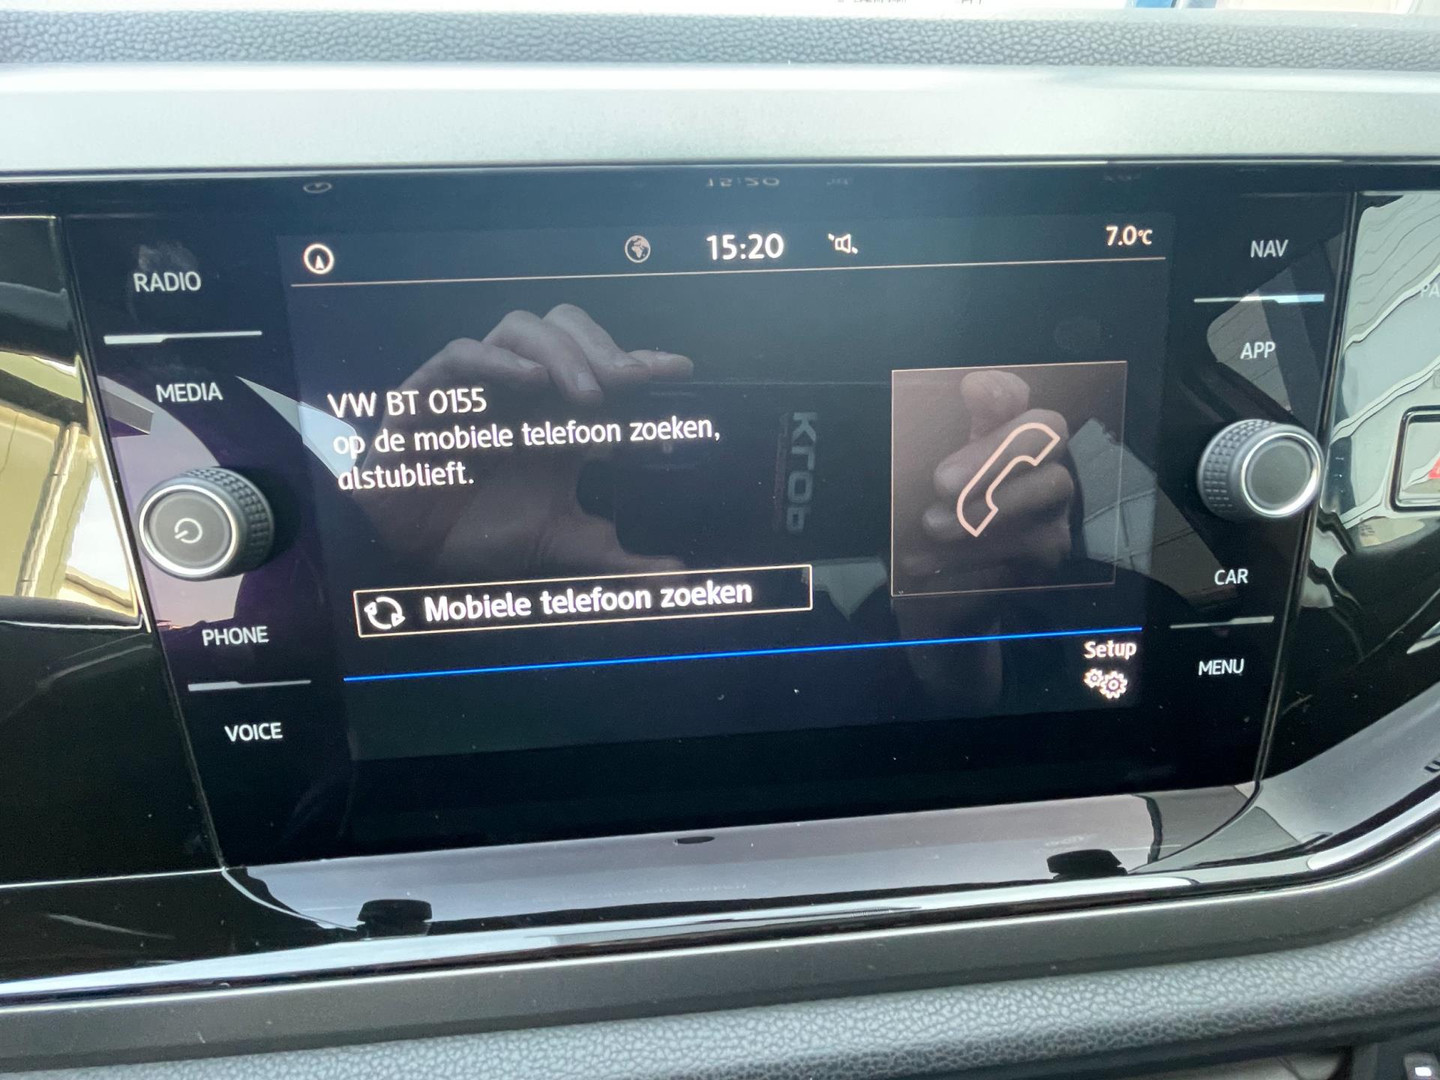 15:20
7.0°C
RADIO
MEDIA
PHONE
VOICE
VW BT 0155
op de mobiele telefoon zoeken,
alstublieft.
Mobiele telefoon zoeken
Setup
NAV
APP
CAR
MENU